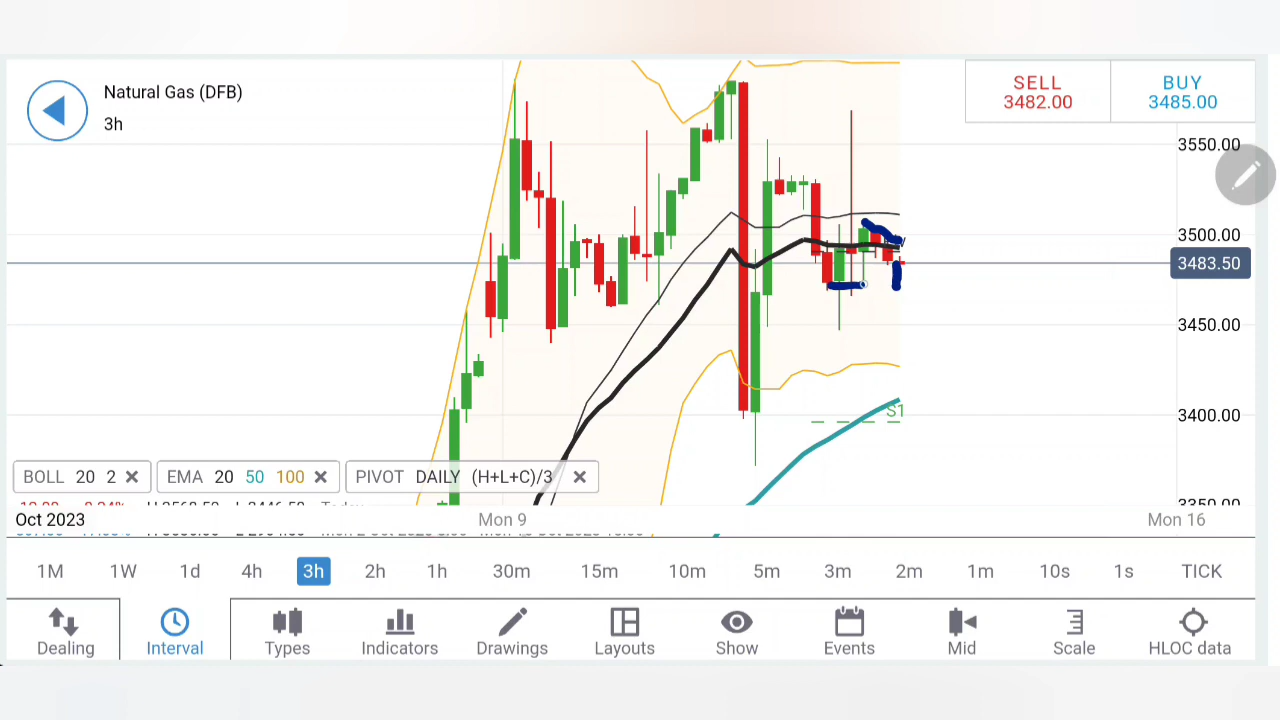 Natural Gas (DFB)
3h
SELL
3482.00
BUY
3485.00
3550.00
3500.00
3483.50
3450.00
3400.00
S1
BOLL 20 2
EMA 20 50 100
PIVOT DAILY (H+L+C)/3
Oct 2023
Mon 9
Mon 16
1M 1W 1d 4h 3h 2h 1h 30m 15m 10m 5m 3m 2m 1m 10s 1s TICK
Dealing Interval Types Indicators Drawings Layouts Show Events Mid Scale HLOC data